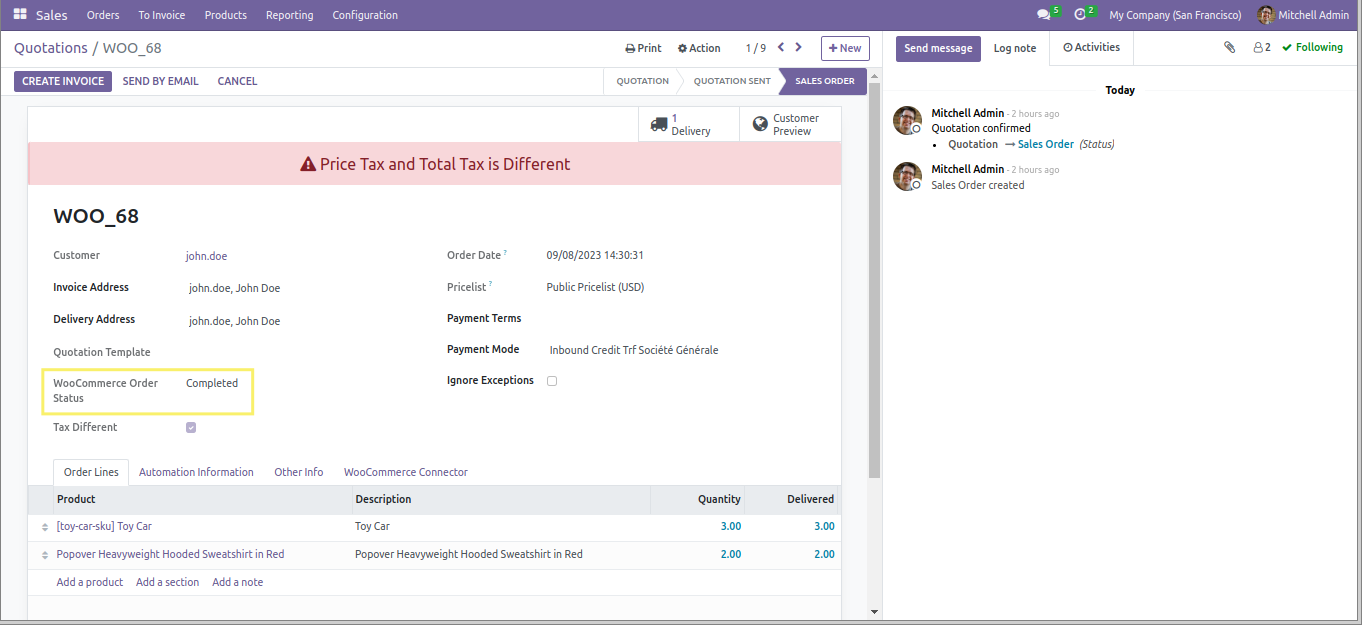 Sales Orders To Invoice Products Reporting Configuration 5 2 My Company (San Francisco) Mitchell Admin
Quotations / WOO_68 Print Action 1 / 9 New
CREATE INVOICE SEND BY EMAIL CANCEL QUOTATION QUOTATION SENT SALES ORDER
1
Delivery
Customer
Preview
Price Tax and Total Tax is Different
WOO_68
Customer john.doe
Invoice Address john.doe, John Doe
Delivery Address john.doe, John Doe
Quotation Template
WooCommerce Order
Status
Completed
Tax Different
Order Date ? 09/08/2023 14:30:31
Pricelist ? Public Pricelist (USD)
Payment Terms
Payment Mode Inbound Credit Trf Société Générale
Ignore Exceptions
Order Lines Automation Information Other Info WooCommerce Connector
Product Description Quantity Delivered
[toy-car-sku] Toy Car Toy Car 3.00 3.00
Popover Heavyweight Hooded Sweatshirt in Red Popover Heavyweight Hooded Sweatshirt in Red 2.00 2.00
Add a product Add a section Add a note
Send message Log note Activities 2 Following
Today
Mitchell Admin - 2 hours ago
Quotation confirmed
• Quotation → Sales Order (Status)
Mitchell Admin - 2 hours ago
Sales Order created